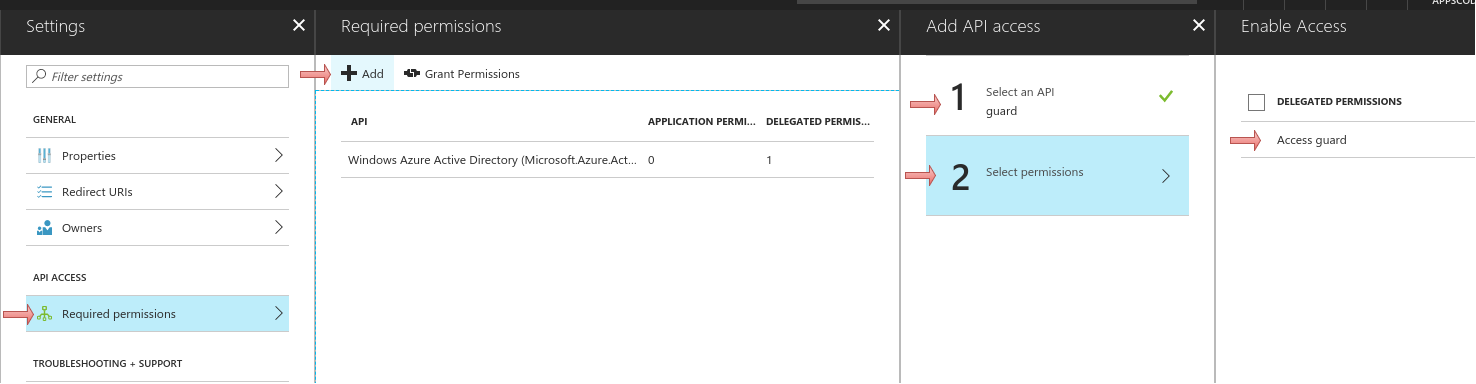 APPSCOD
Settings
Filter settings
GENERAL
Properties
Redirect URIs
Owners
API ACCESS
Required permissions
TROUBLESHOOTING + SUPPORT
Required permissions
Add
Grant Permissions
API
APPLICATION PERMI...
DELEGATED PERMIS...
Windows Azure Active Directory (Microsoft.Azure.Act...
0
1
Add API access
1
Select an API
guard
2
Select permissions
Enable Access
DELEGATED PERMISSIONS
Access guard